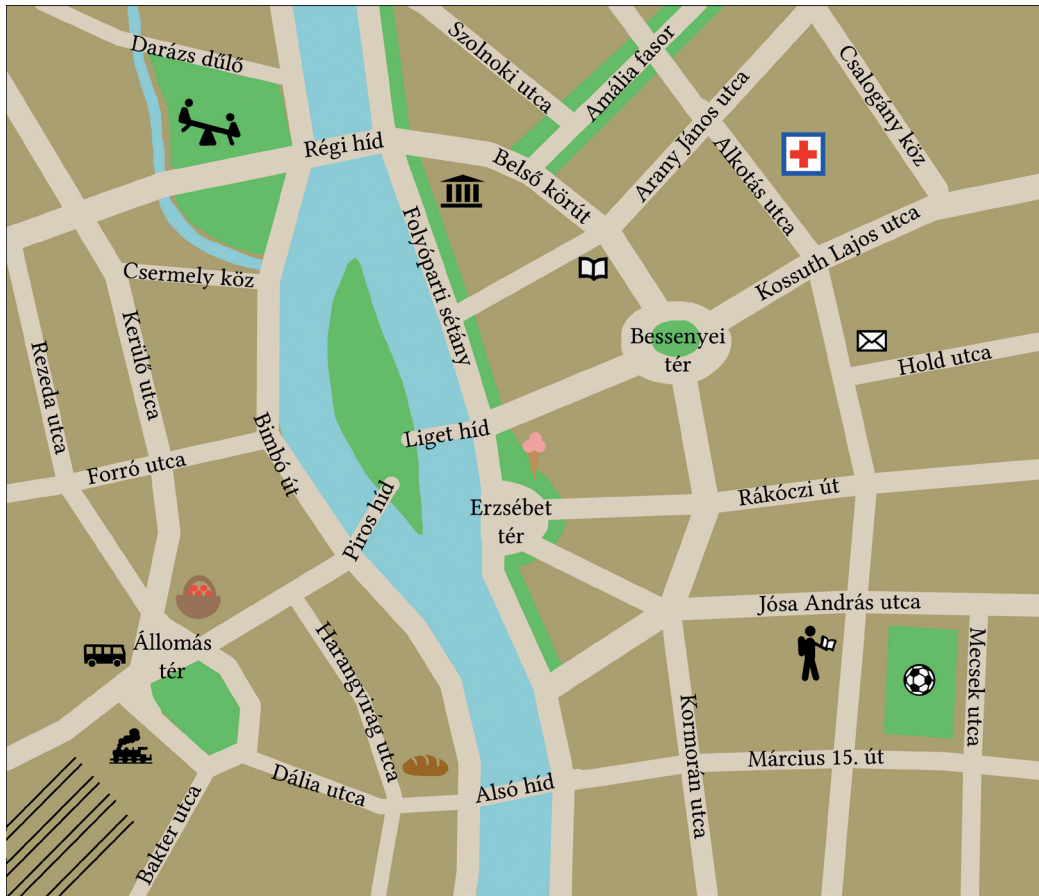 Darázs dűlő
Szolnoki utca
Amália fasor
Csalogány köz
Régi híd
Belső körút
Arany János utca
Alkotás utca
Folyóparti sétány
Kossuth Lajos utca
Csermely köz
Kerülő utca
Rezeda utca
Bessenyei
tér
Hold utca
Liget híd
Bimbó út
Forró utca
Piros híd
Erzsébet
tér
Rákóczi út
Jósa András utca
Állomás
tér
Harangvirág utca
Mecsek utca
Kormorán utca
Március 15. út
Dália utca
Alsó híd
Bakter utca